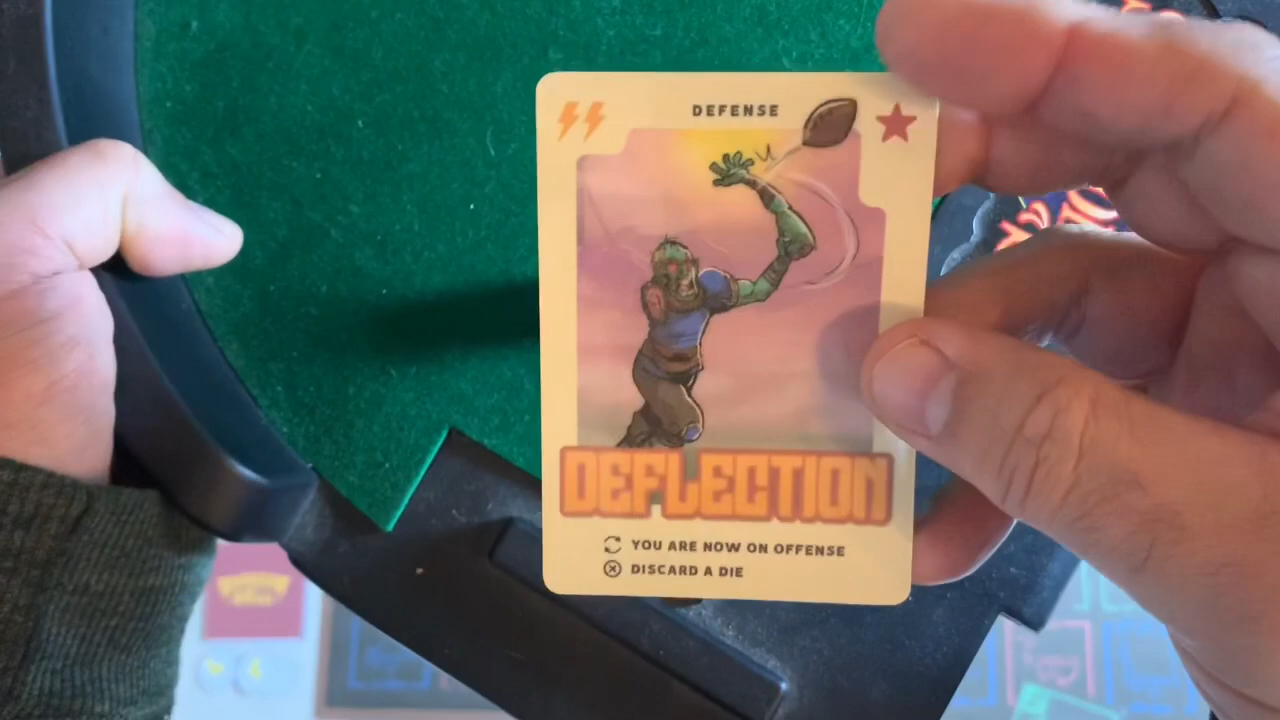 DEFENSE
DEFLECTION
YOU ARE NOW ON OFFENSE
DISCARD A DIE